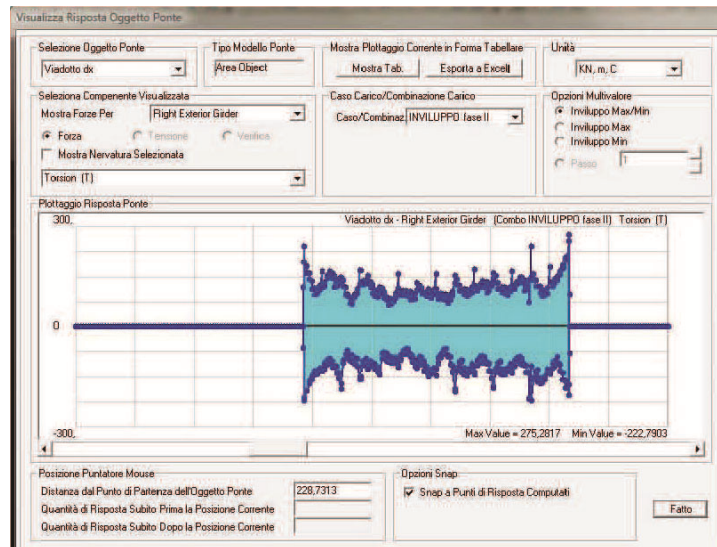 Visualizza Risposta Oggetto Ponte
Selezione Oggetto Ponte
Viadotto dx
Tipo Modello Ponte
Area Object
Mostra Plottaggio Corrente in Forma Tabellare
Mostra Tab.
Esporta a Excell
Unità
KN, m, C
Seleziona Compenente Visualizzata
Mostra Forze Per
Right Exterior Girder
Forza
Tensione
Verifica
Mostra Nervatura Selezionata
Torsion (T)
Caso Carico/Combinazione Carico
Caso/Combinaz
INVILUPPO fase II
Opzioni Multivalore
Inviluppo Max/Min
Inviluppo Max
Inviluppo Min
Passo
1
Plottaggio Risposta Ponte
300,
Viadotto dx - Right Exterior Girder (Combo INVILUPPO fase II) Torsion (T)
0
-300,
Max Value = 275,2817 Min Value = -222,7903
Posizione Puntatore Mouse
Distanza dal Punto di Partenza dell'Oggetto Ponte
228,7313
Quantità di Risposta Subito Prima la Posizione Corrente
Quantità di Risposta Subito Dopo la Posizione Corrente
Opzioni Snap
Snap a Punti di Risposta Computati
Fatto